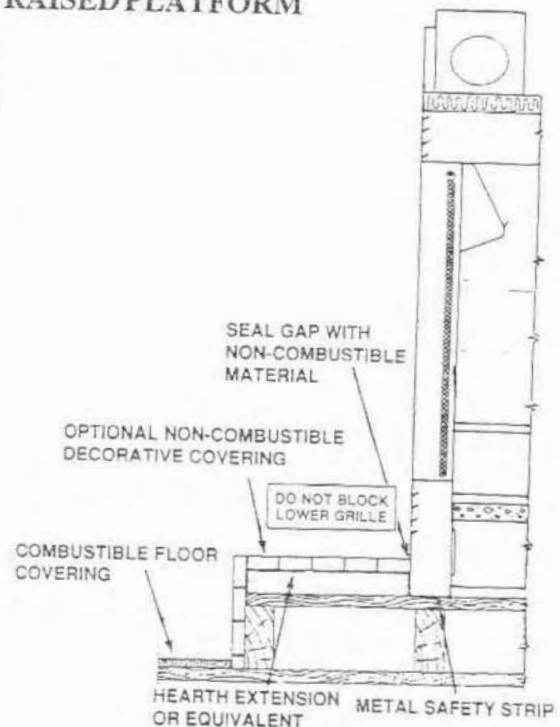 RAISED PLATFORM
SEAL GAP WITH
NON-COMBUSTIBLE
MATERIAL
OPTIONAL NON-COMBUSTIBLE
DECORATIVE COVERING
DO NOT BLOCK
LOWER GRILLE
COMBUSTIBLE FLOOR
COVERING
HEARTH EXTENSION
OR EQUIVALENT
METAL SAFETY STRIP